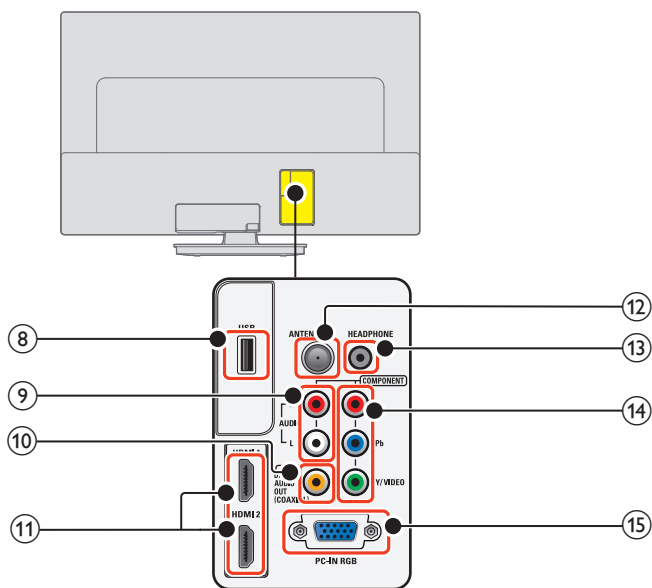 USB
8
ANTEN
HEADPHONE
12
13
COMPONENT
9
AUDI
L
Pb
14
10
AUDIO
OUT
Y/VIDEO
HDMI 2
11
15
PC-IN RGB